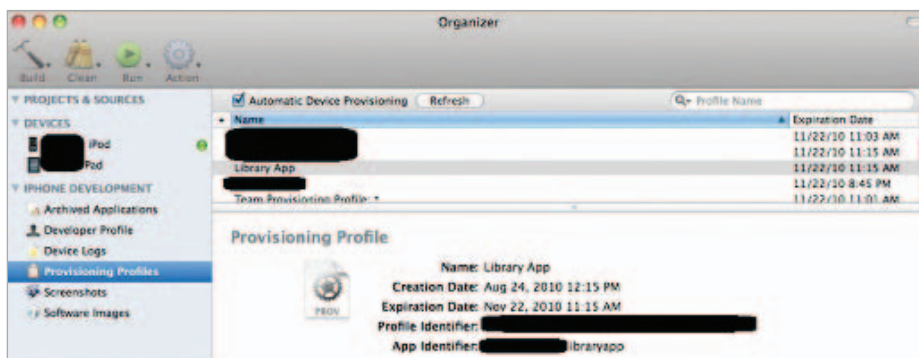 Organizer
Build Clean Run Action
PROJECTS & SOURCES
DEVICES
iPod
Pad
IPHONE DEVELOPMENT
Archived Applications
Developer Profile
Device Logs
Provisioning Profiles
Screenshots
Software Images
Automatic Device Provisioning Refresh Profile Name
Name Expiration Date
11/22/10 11:03 AM
11/22/10 11:15 AM
Library App 11/22/10 11:15 AM
11/22/10 8:45 PM
Team Provisioning Profile: * 11/22/10 11:01 AM
Provisioning Profile
PROV
Name: Library App
Creation Date: Aug 24, 2010 12:15 PM
Expiration Date: Nov 22, 2010 11:15 AM
Profile Identifier:
App Identifier: libraryapp